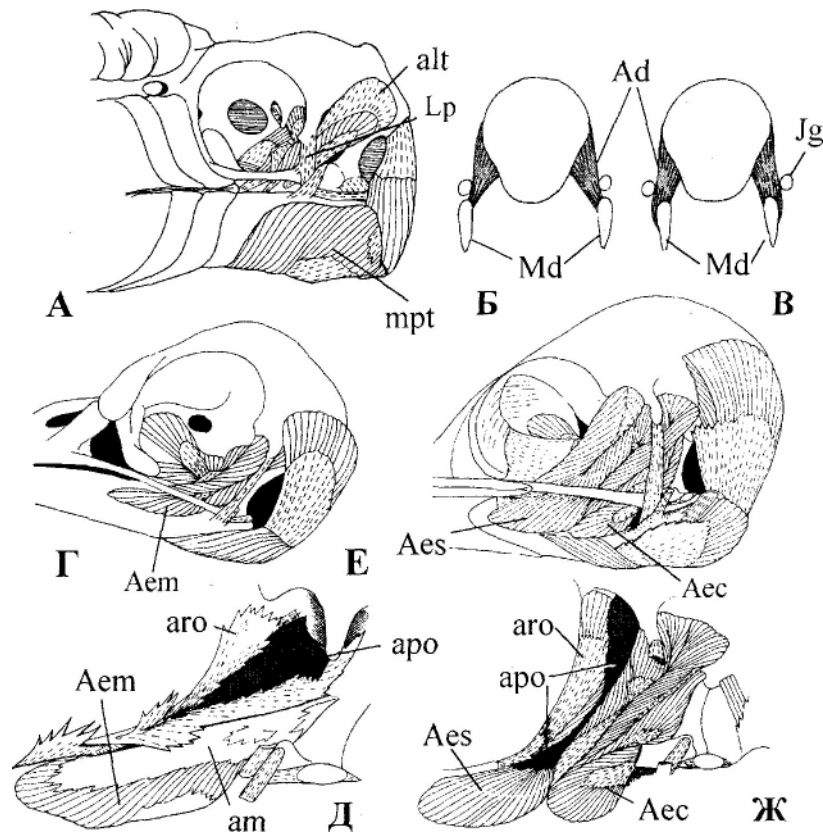 alt
Lp
mpt
А
Ad
Jg
Md
Md
Б
В
Г
Aem
Е
Aes
Aec
aro
apo
Aem
am
Д
aro
apo
Aes
Aec
Ж